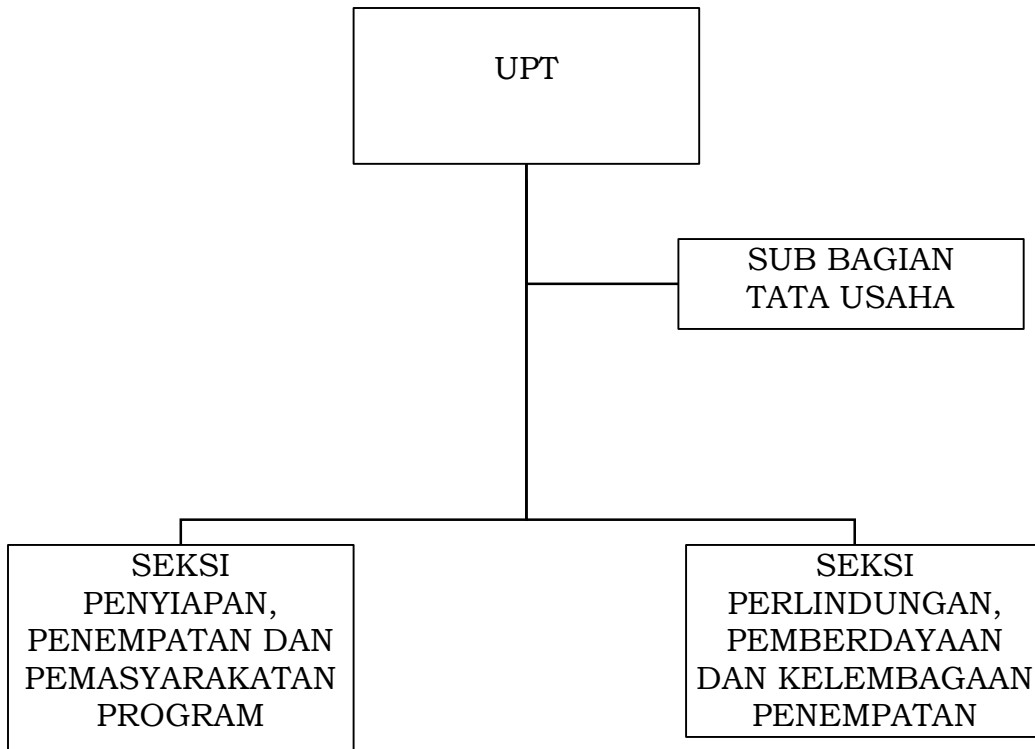 UPT
SUB BAGIAN
TATA USAHA
SEKSI
PENYIAPAN,
PENEMPATAN DAN
PEMASYARAKATAN
PROGRAM
SEKSI
PERLINDUNGAN,
PEMBERDAYAAN
DAN KELEMBAGAAN
PENEMPATAN